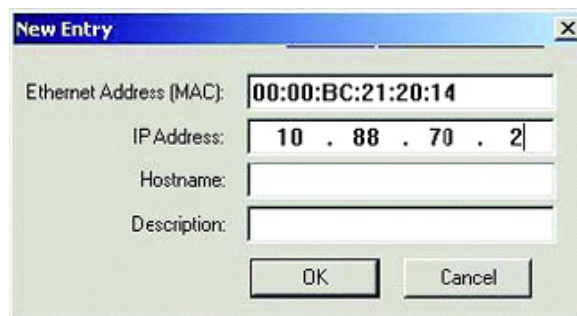 New Entry
Ethernet Address (MAC): 00:00:BC:21:20:14
IP Address: 10 . 88 . 70 . 2
Hostname:
Description:
OK Cancel